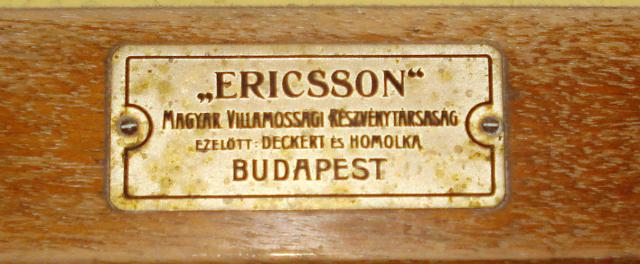 „ERICSSON“
MAGYAR VILLAMOSSÁGI RÉSZVÉNYTÁRSASÁG
EZELŐTT: DECKERT ÉS HOMOLKA
BUDAPEST